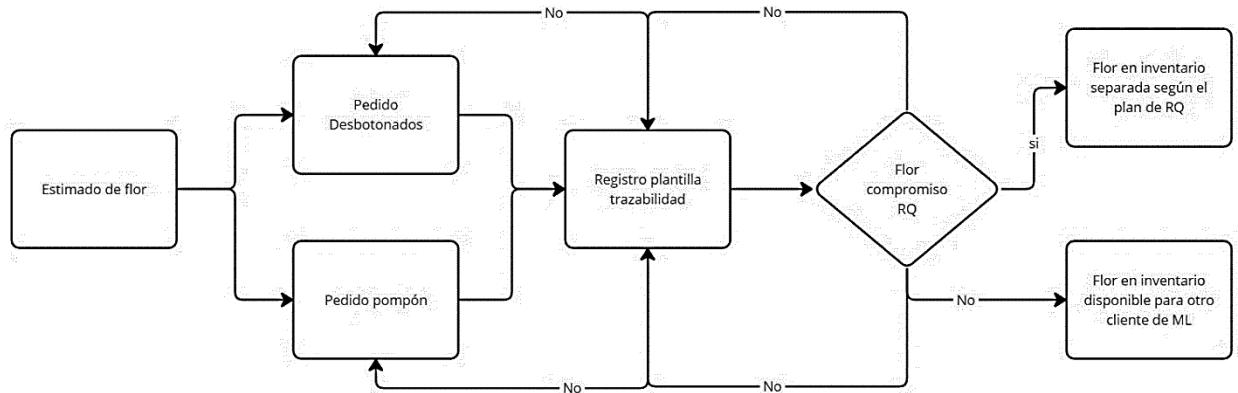 No
No
Pedido
Desbotonados
Flor en inventario
separada según el
plan de RQ
si
Estimado de flor
Registro plantilla
trazabilidad
Flor
compromiso
RQ
Pedido pompón
Flor en inventario
disponible para otro
cliente de ML
No
No
No